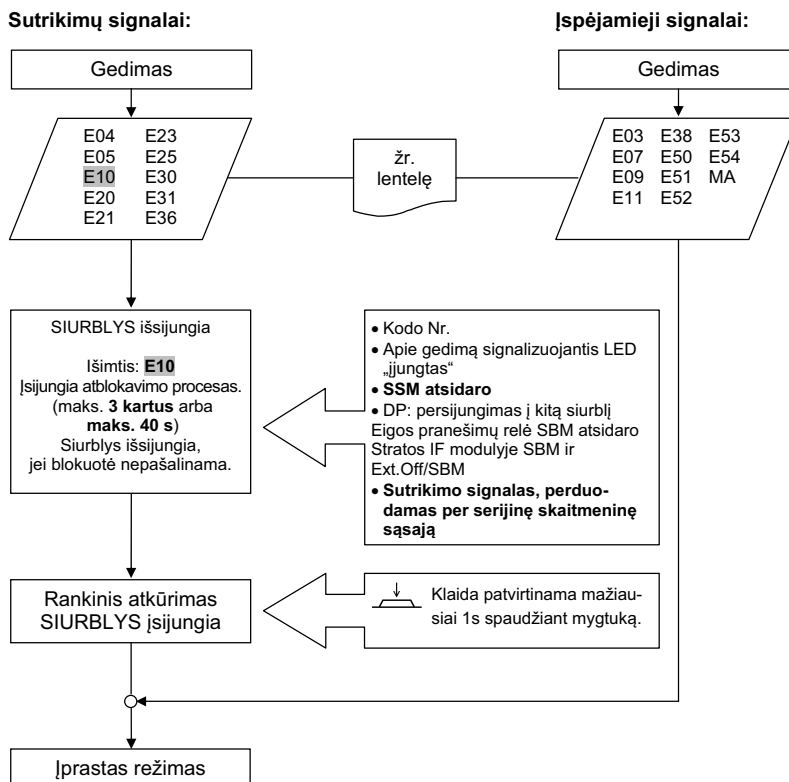 Sutrikimų signalai:
Įspėjamieji signalai:
Gedimas
Gedimas
E04 E23
E05 E25
E10 E30
E20 E31
E21 E36
žr.
lentelę
E03 E38 E53
E07 E50 E54
E09 E51 MA
E11 E52
SIURBLYS išsijungia
Išimtis: E10
Įsijungia atblokavimo procesas.
(maks. 3 kartus arba
maks. 40 s)
Siurblys išsijungia,
jei blokuotė nepašalinama.
• Kodo Nr.
• Apie gedimą signalizuojantis LED
„įjungtas“
• SSM atsidaro
• DP: persijungimas į kitą siurblį
Eigos pranešimų relė SBM atsidaro
Stratos IF modulyje SBM ir
Ext.Off/SBM
• Sutrikimo signalas, perduo-
damas per serijinę skaitmeninę
sąsają
Rankinis atkūrimas
SIURBLYS įsijungia
Klaida patvirtinama mažiau-
siai 1s spaudžiant mygtuką.
Įprastas režimas